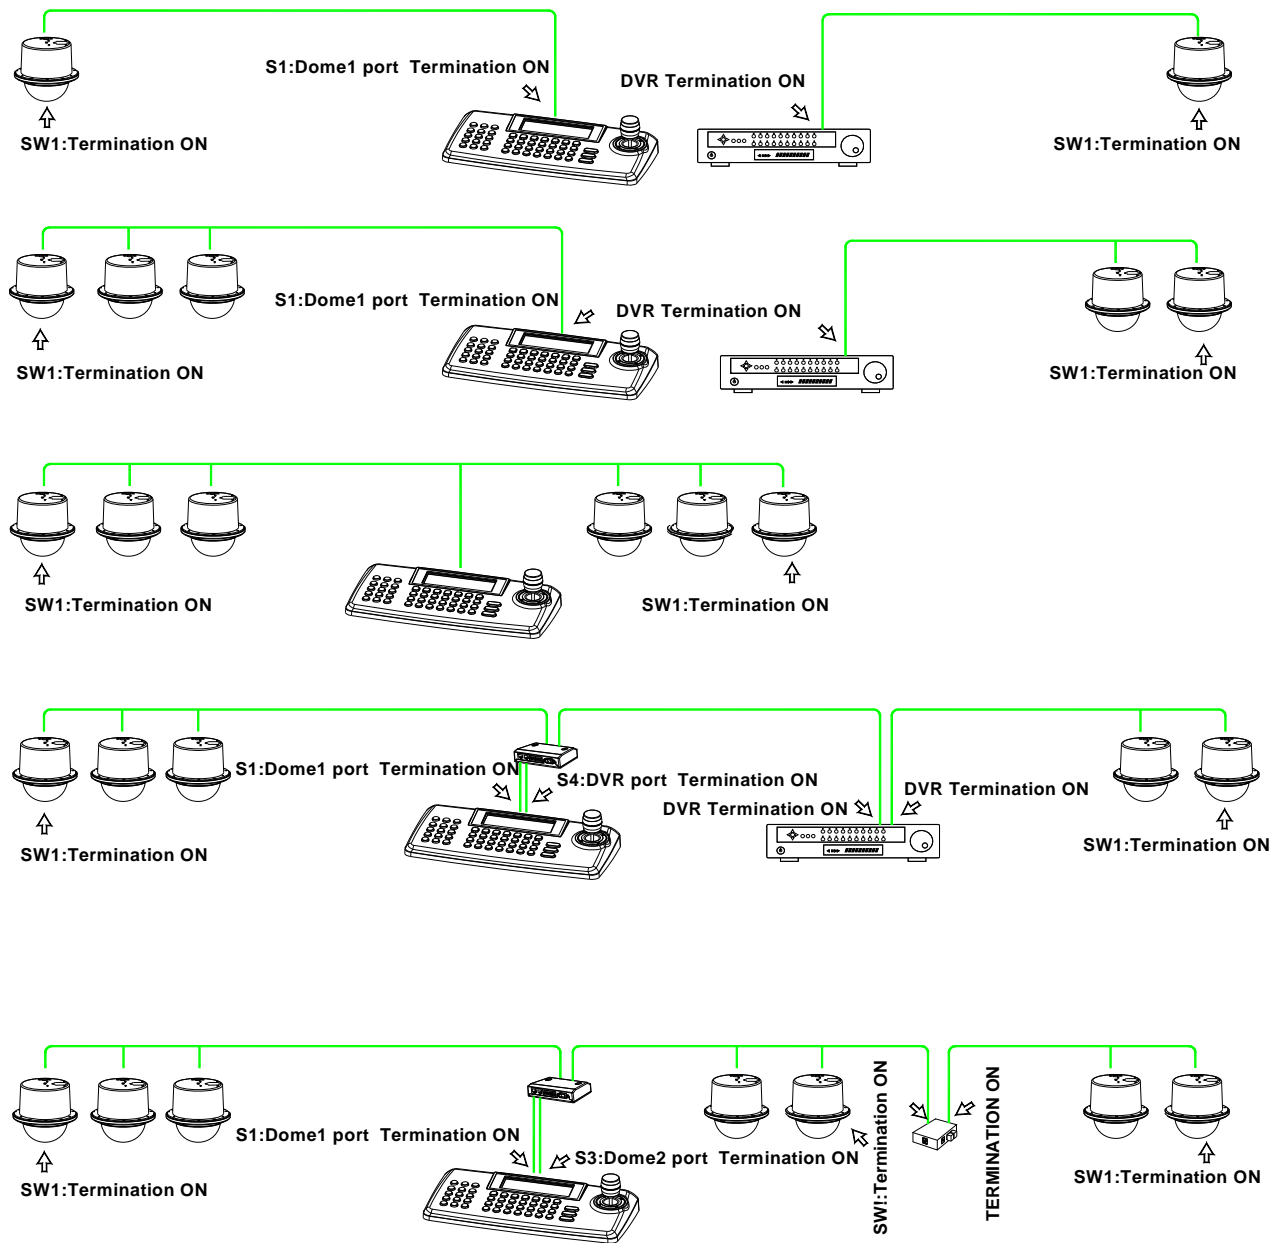 S1:Dome1 port Termination ON
DVR Termination ON
SW1:Termination ON
SW1:Termination ON
S1:Dome1 port Termination ON
DVR Termination ON
SW1:Termination ON
SW1:Termination ON
SW1:Termination ON
SW1:Termination ON
S1:Dome1 port Termination ON
S4:DVR port Termination ON
DVR Termination ON
DVR Termination ON
SW1:Termination ON
SW1:Termination ON
S1:Dome1 port Termination ON
S3:Dome2 port Termination ON
SW!:Termination ON
TERMINATION ON
SW1:Termination ON
SW1:Termination ON